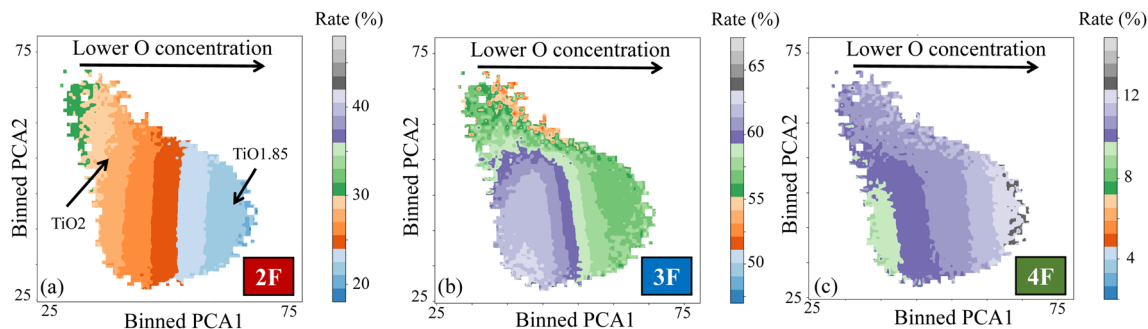 Rate (%)
Rate (%)
Rate (%)
75
Lower O concentration
40
30
20
Binned PCA2
TiO1.85
TiO2
(a)
2F
25
25
75
Binned PCA1
75
Lower O concentration
65
60
55
50
Binned PCA2
(b)
3F
25
25
75
Binned PCA1
75
Lower O concentration
12
8
4
Binned PCA2
(c)
4F
25
25
75
Binned PCA1